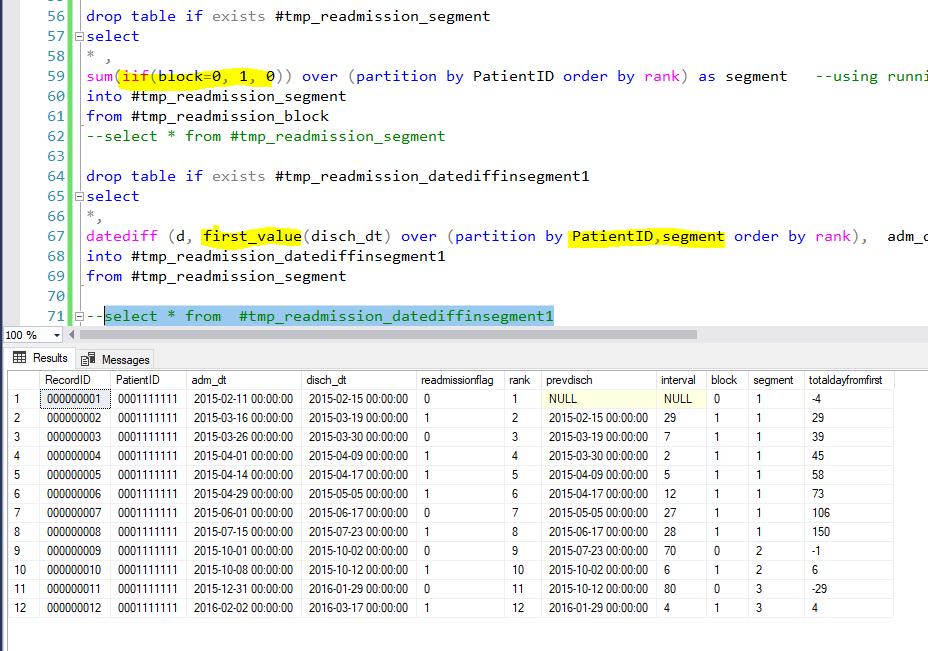 56 drop table if exists #tmp_readmission_segment
57 select
58 * ,
59 sum(iif(block=0, 1, 0)) over (partition by PatientID order by rank) as segment --using runni
60 into #tmp_readmission_segment
61 from #tmp_readmission_block
62 --select * from #tmp_readmission_segment
63
64 drop table if exists #tmp_readmission_datediffinsegment1
65 select
66 *,
67 datediff (d, first_value(disch_dt) over (partition by PatientID,segment order by rank), adm_d
68 into #tmp_readmission_datediffinsegment1
69 from #tmp_readmission_segment
70
71 --select * from #tmp_readmission_datediffinsegment1
100 %
Results Messages
RecordID PatientID adm_dt disch_dt readmissionflag rank prevdisch interval block segment totaldayfromfirst
1 000000001 0001111111 2015-02-11 00:00:00 2015-02-15 00:00:00 0 1 NULL NULL 0 1 -4
2 000000002 0001111111 2015-03-16 00:00:00 2015-03-19 00:00:00 1 2 2015-02-15 00:00:00 29 1 1 29
3 000000003 0001111111 2015-03-26 00:00:00 2015-03-30 00:00:00 0 3 2015-03-19 00:00:00 7 1 1 39
4 000000004 0001111111 2015-04-01 00:00:00 2015-04-09 00:00:00 1 4 2015-03-30 00:00:00 2 1 1 45
5 000000005 0001111111 2015-04-14 00:00:00 2015-04-17 00:00:00 1 5 2015-04-09 00:00:00 5 1 1 58
6 000000006 0001111111 2015-04-29 00:00:00 2015-05-05 00:00:00 1 6 2015-04-17 00:00:00 12 1 1 73
7 000000007 0001111111 2015-06-01 00:00:00 2015-06-17 00:00:00 0 7 2015-05-05 00:00:00 27 1 1 106
8 000000008 0001111111 2015-07-15 00:00:00 2015-07-23 00:00:00 1 8 2015-06-17 00:00:00 28 1 1 150
9 000000009 0001111111 2015-10-01 00:00:00 2015-10-02 00:00:00 0 9 2015-07-23 00:00:00 70 0 2 -1
10 000000010 0001111111 2015-10-08 00:00:00 2015-10-12 00:00:00 1 10 2015-10-02 00:00:00 6 1 2 6
11 000000011 0001111111 2015-12-31 00:00:00 2016-01-29 00:00:00 0 11 2015-10-12 00:00:00 80 0 3 -29
12 000000012 0001111111 2016-02-02 00:00:00 2016-03-17 00:00:00 1 12 2016-01-29 00:00:00 4 1 3 4